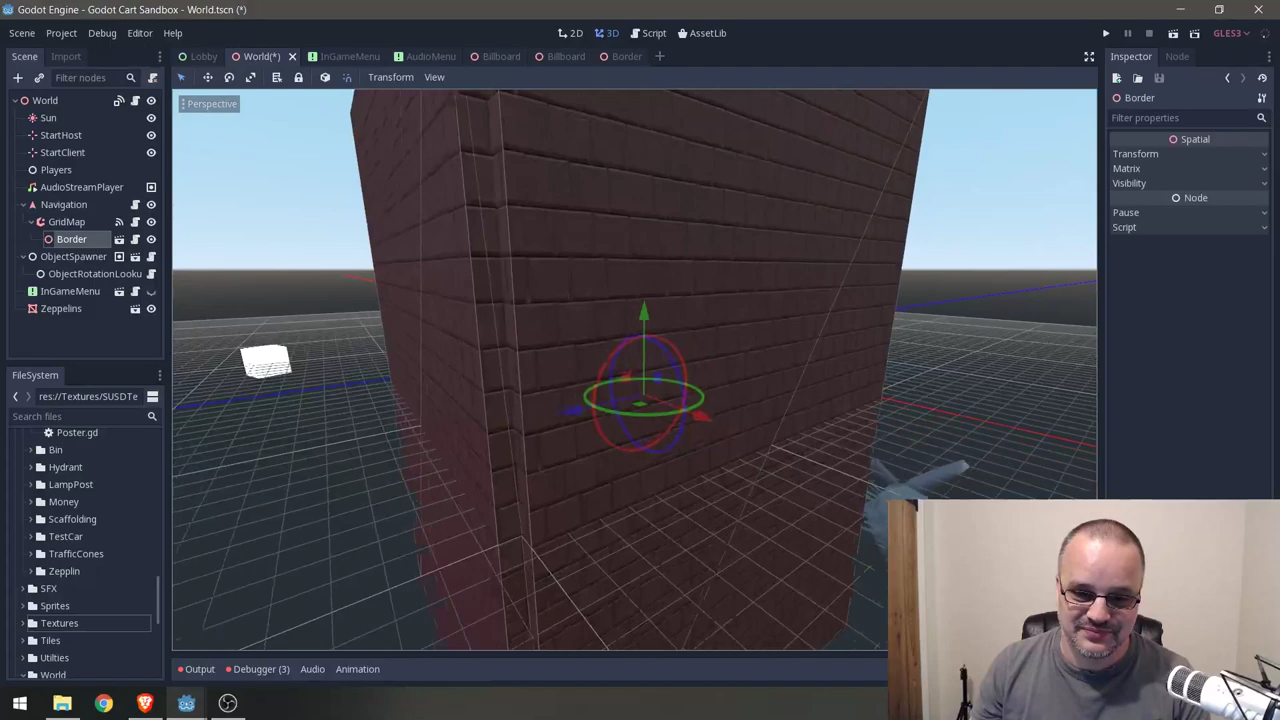 Godot Engine - Godot Cart Sandbox - World.tscn (*)
Scene Project Debug Editor Help
2D 3D Script AssetLib
GLES3
Scene Import
Lobby World(*) InGameMenu AudioMenu Billboard Billboard Border
Inspector Node
Filter nodes
Transform View
World
Sun
StartHost
StartClient
Players
AudioStreamPlayer
Navigation
GridMap
Border
ObjectSpawner
ObjectRotationLooku
InGameMenu
Zeppelins
Perspective
Border
Filter properties
Spatial
Transform
Matrix
Visibility
Node
Pause
Script
FileSystem
res://Textures/SUSDTe
Search files
Poster.gd
Bin
Hydrant
LampPost
Money
Scaffolding
TestCar
TrafficCones
Zepplin
SFX
Sprites
Textures
Tiles
Utilties
World
Output Debugger (3) Audio Animation